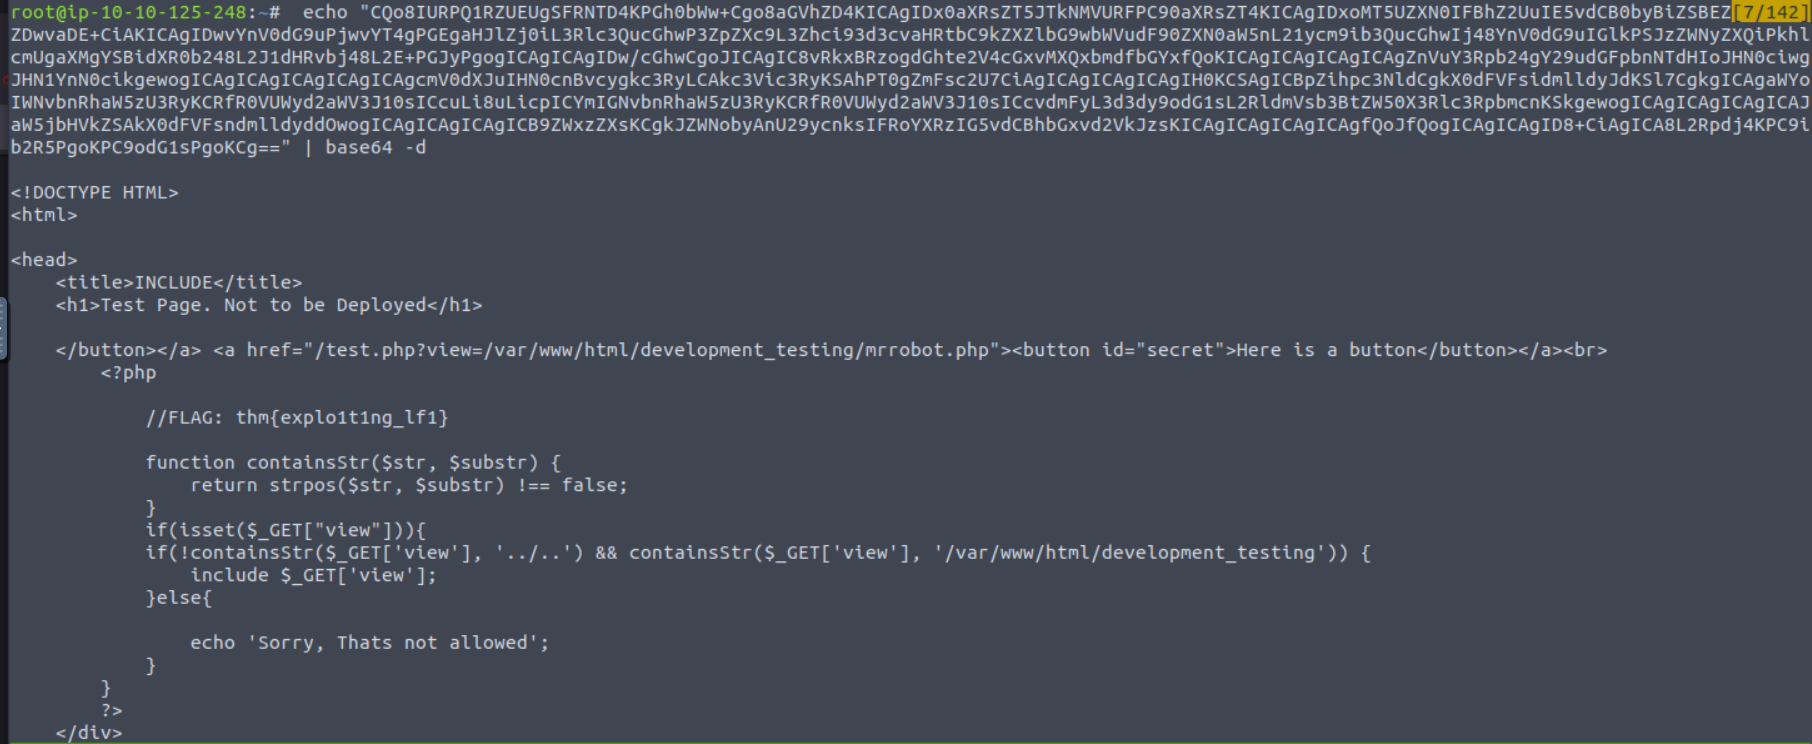 root@ip-10-10-125-248:~#  echo "CQo8IURPQ1RZUEUgSFRNTD4KPGh0bWw+Cgo8aGVhZD4KICAgIDx0aXRsZT5JTkNMVURFPC90aXRsZT4KICAgIDxoMT5UZXN0IFBhZ2UuIE5vdCB0byBiZSBEZ[7/142]
ZDwvaDE+CiAKICAgIDwvYnV0dG9uPjwvYT4gPGEgaHJlZj0iL3Rlc3QucGhwP3ZpZXc9L3Zhci93d3cvaHRtbC9kZXZlbG9wbWVudF90ZXN0aW5nL21ycm9ib3QucGhwIj48YnV0dG9uIGlkPSJzZWNyZXQiPkhl
cmUgaXMgYSBidXR0b248L2J1dHRvbj48L2E+PGJyPgogICAgICAgIDw/cGhwCgoJICAgIC8vRkxBRzogdGhte2V4cGxvMXQxbmdfbGYxfQoKICAgICAgICAgICAgZnVuY3Rpb24gY29udGFpbnNTdHIoJHN0ciwg
JHN1YnN0cikgewogICAgICAgICAgICAgICAgcmV0dXJuIHN0cnBvcygkc3RyLCAkc3Vic3RyKSAhPT0gZmFsc2U7CiAgICAgICAgICAgIH0KCSAgICBpZihpc3NldCgkX0dFVFsidmlldyJdKSl7CgkgICAgaWYo
IWNvbnRhaW5zU3RyKCRfR0VUWyd2aWV3J10sICcuLi8uLicpICYmIGNvbnRhaW5zU3RyKCRfR0VUWyd2aWV3J10sICcvdmFyL3d3dy9odG1sL2RldmVsb3BtZW50X3Rlc3RpbmcnKSkgewogICAgICAgICAgICAJ
aW5jbHVkZSAkX0dFVFsndmlldyddOwogICAgICAgICAgICB9ZWxzZXsKCgkJZWNobyAnU29ycnksIFRoYXRzIG5vdCBhbGxvd2VkJzsKICAgICAgICAgICAgfQoJfQogICAgICAgID8+CiAgICA8L2Rpdj4KPC9i
b2R5PgoKPC9odG1sPgoKCg==" | base64 -d
<!DOCTYPE HTML>
<html>
<head>
<title>INCLUDE</title>
<h1>Test Page. Not to be Deployed</h1>
</button></a> <a href="/test.php?view=/var/www/html/development_testing/mrrobot.php"><button id="secret">Here is a button</button></a><br>
<?php
//FLAG: thm{explo1t1ng_lf1}
function containsStr($str, $substr) {
return strpos($str, $substr) !== false;
}
if(isset($_GET["view"])){
if(!containsStr($_GET['view'], '../..') && containsStr($_GET['view'], '/var/www/html/development_testing')) {
include $_GET['view'];
}else{
echo 'Sorry, Thats not allowed';
}
}
?>
</div>